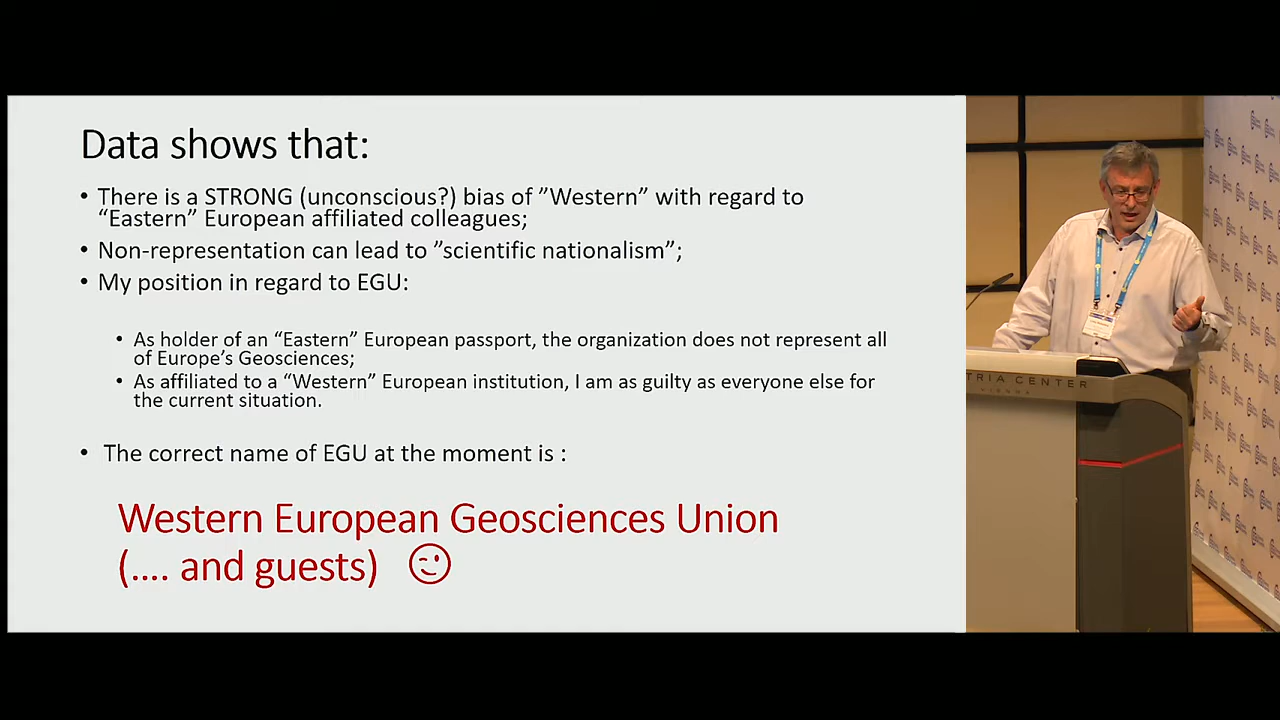 Data shows that:
• There is a STRONG (unconscious?) bias of ”Western” with regard to
“Eastern” European affiliated colleagues;
• Non-representation can lead to ”scientific nationalism”;
• My position in regard to EGU:
• As holder of an “Eastern” European passport, the organization does not represent all
of Europe’s Geosciences;
• As affiliated to a “Western” European institution, I am as guilty as everyone else for
the current situation.
• The correct name of EGU at the moment is :
Western European Geosciences Union
(.... and guests)
TRIA CENTER